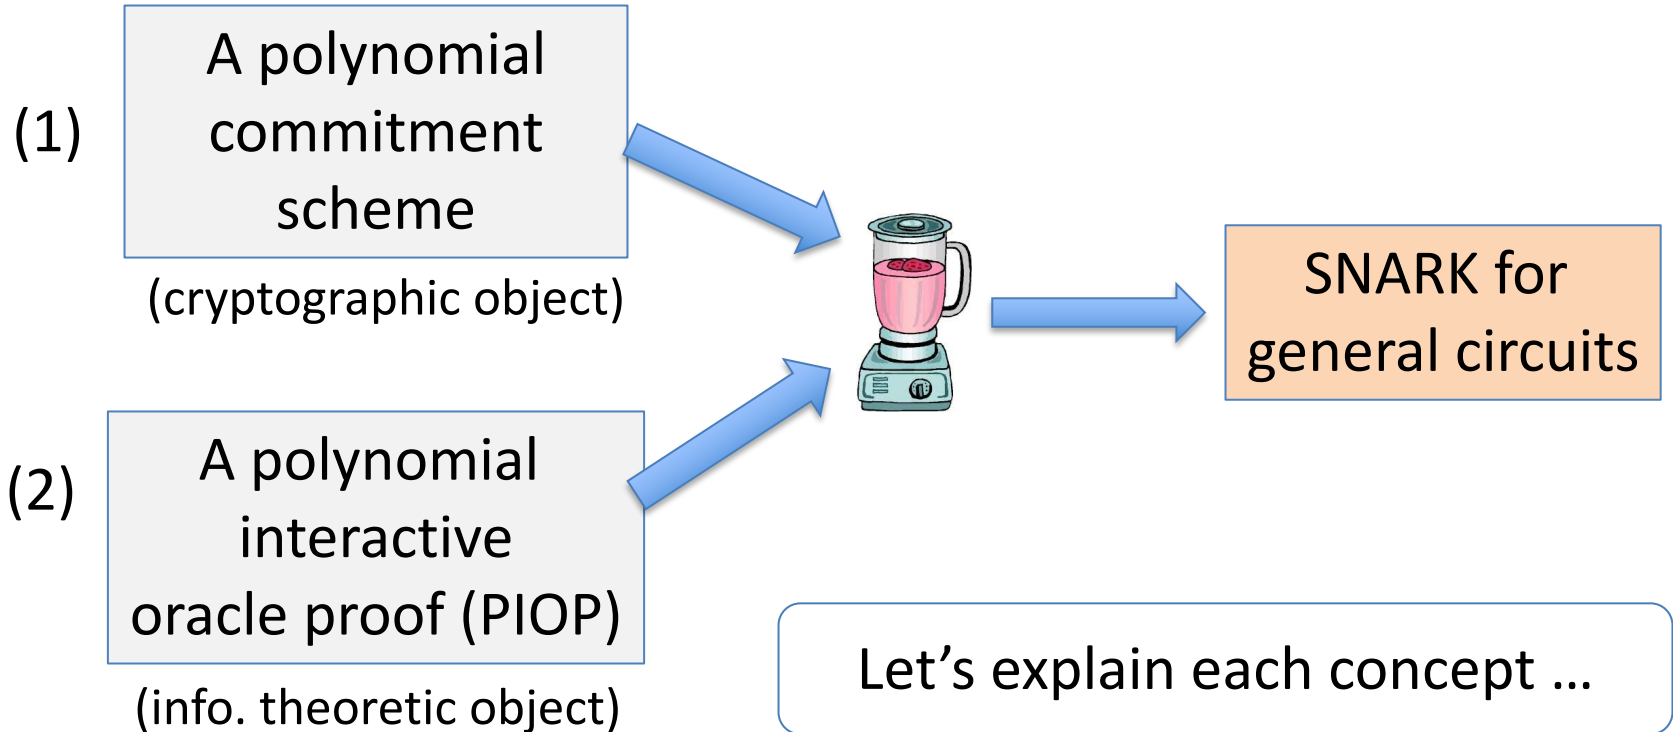 (1)
A polynomial
commitment
scheme
(cryptographic object)
(2)
A polynomial
interactive
oracle proof (PIOP)
(info. theoretic object)
SNARK for
general circuits
Let’s explain each concept ...